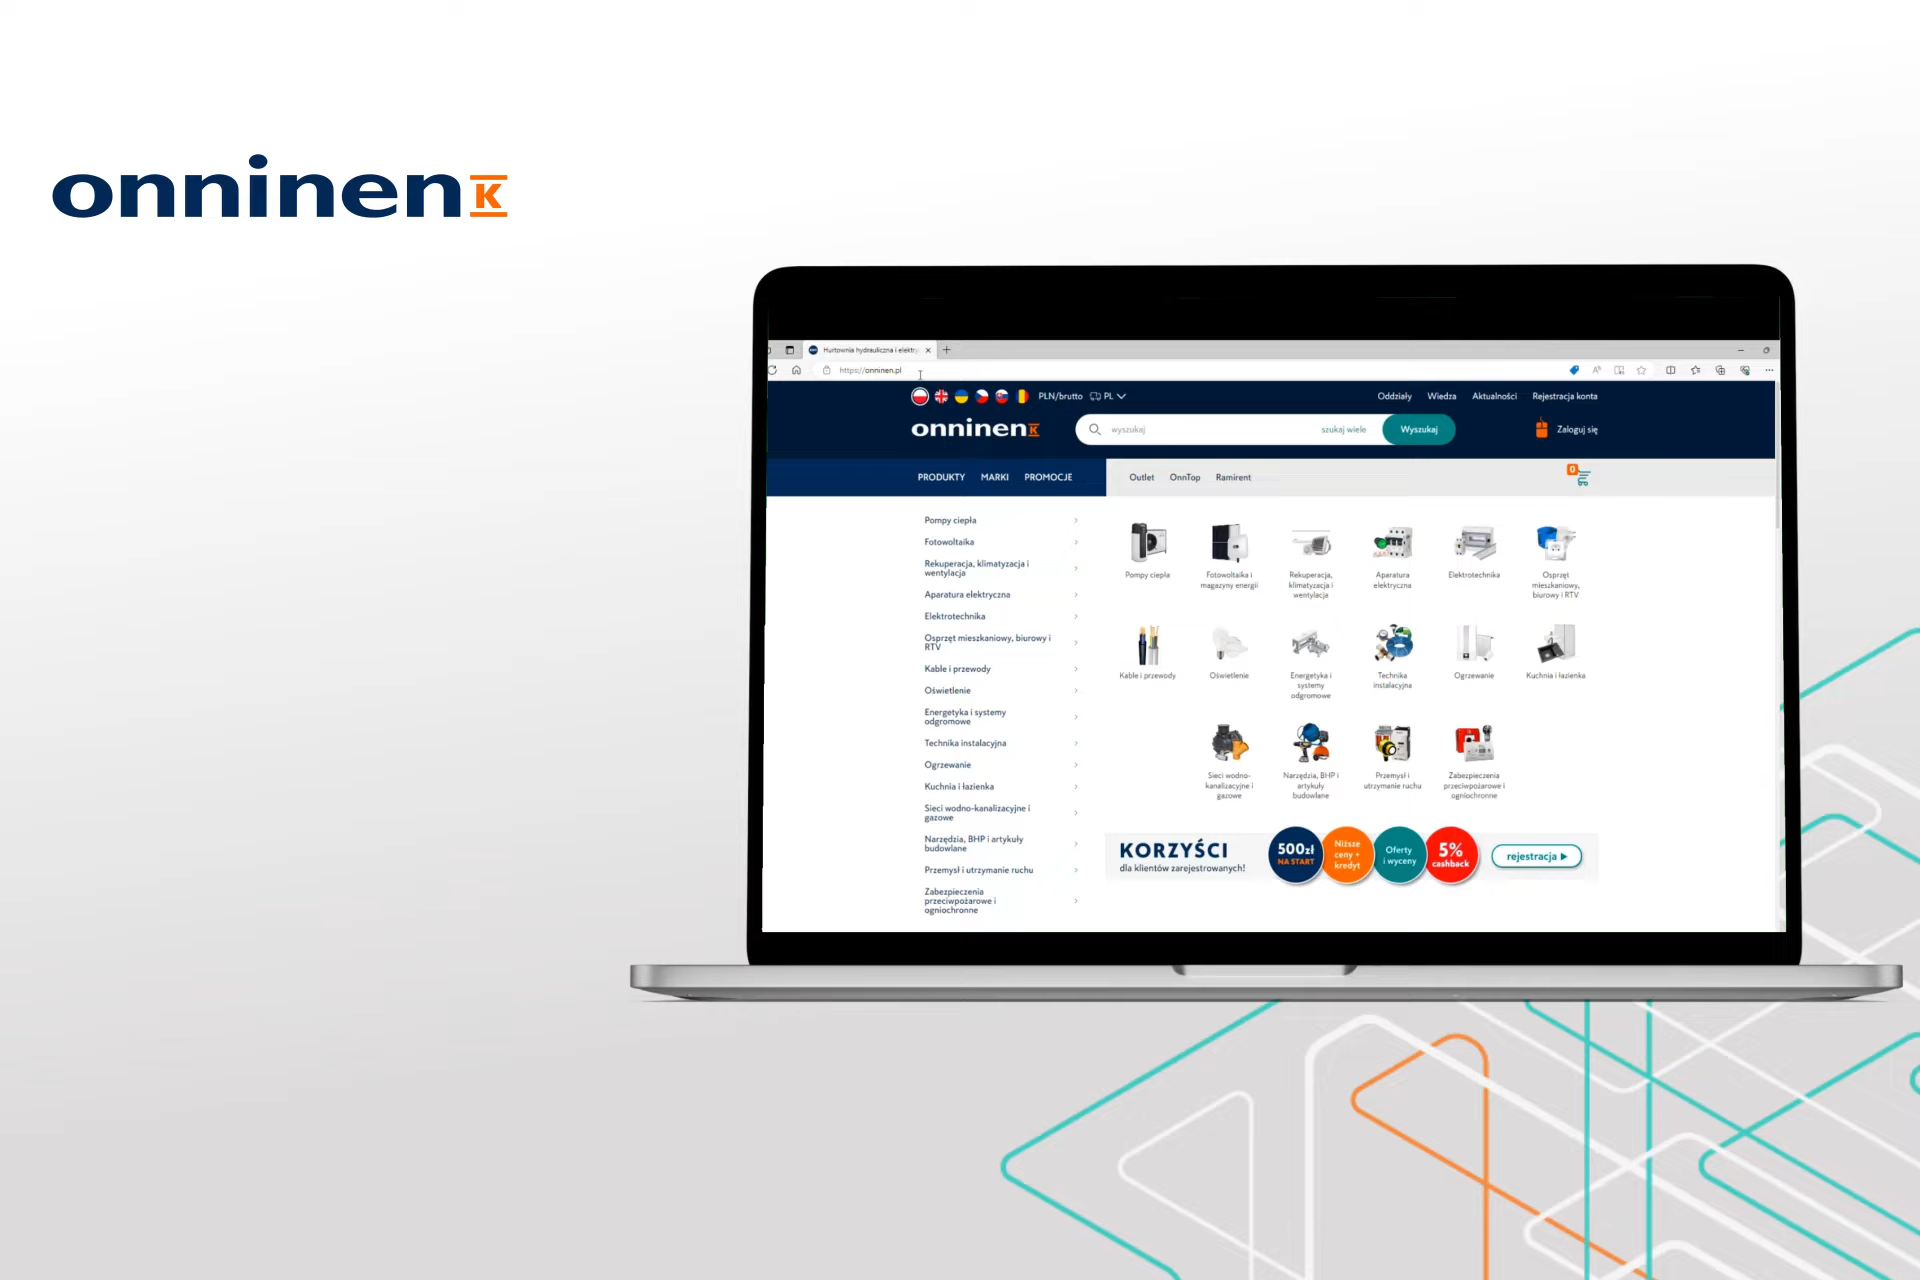 onninen K
Hurtownia hydrauliczna i elektry
https://onninen.pl
PLN/brutto PL
Oddziały Wiedza Aktualności Rejestracja konta
onninen K
wyszukaj szukaj wiele Wyszukaj
Zaloguj się
PRODUKTY MARKI PROMOCJE
Outlet OnnTop Ramirent
0
Pompy ciepła
Fotowoltaika
Rekuperacja, klimatyzacja i
wentylacja
Aparatura elektryczna
Elektrotechnika
Osprzęt mieszkaniowy, biurowy i
RTV
Kable i przewody
Oświetlenie
Energetyka i systemy
odgromowe
Technika instalacyjna
Ogrzewanie
Kuchnia i łazienka
Sieci wodno-kanalizacyjne i
gazowe
Narzędzia, BHP i artykuły
budowlane
Przemysł i utrzymanie ruchu
Zabezpieczenia
przeciwpożarowe i
ogniochronne
Pompy ciepła
Fotowoltaika i
magazyny energii
Rekuperacja,
klimatyzacja i
wentylacja
Aparatura
elektryczna
Elektrotechnika
Osprzęt
mieszkaniowy,
biurowy i RTV
Kable i przewody
Oświetlenie
Energetyka i
systemy
odgromowe
Technika
instalacyjna
Ogrzewanie
Kuchnia i łazienka
Sieci wodno-
kanalizacyjne i
gazowe
Narzędzia, BHP i
artykuły
budowlane
Przemysł i
utrzymanie ruchu
Zabezpieczenia
przeciwpożarowe i
ogniochronne
KORZYŚCI
dla klientów zarejestrowanych!
500zł
NA START
Niższe
ceny +
kredyt
Oferty
i wyceny
5%
cashback
rejestracja